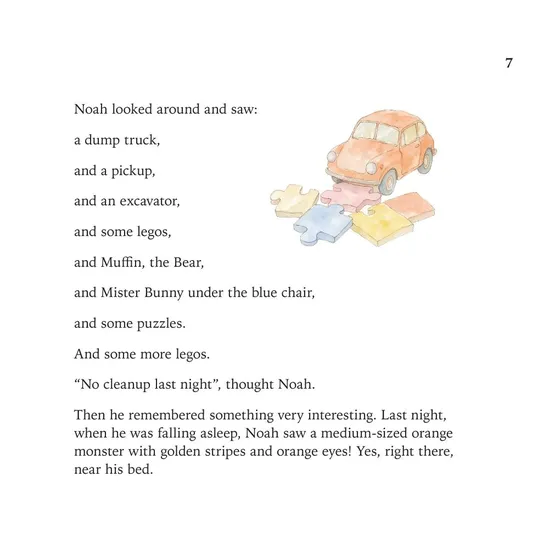 7
Noah looked around and saw:
a dump truck,
and a pickup,
and an excavator,
and some legos,
and Muffin, the Bear,
and Mister Bunny under the blue chair,
and some puzzles.
And some more legos.
“No cleanup last night”, thought Noah.
Then he remembered something very interesting. Last night,
when he was falling asleep, Noah saw a medium-sized orange
monster with golden stripes and orange eyes! Yes, right there,
near his bed.